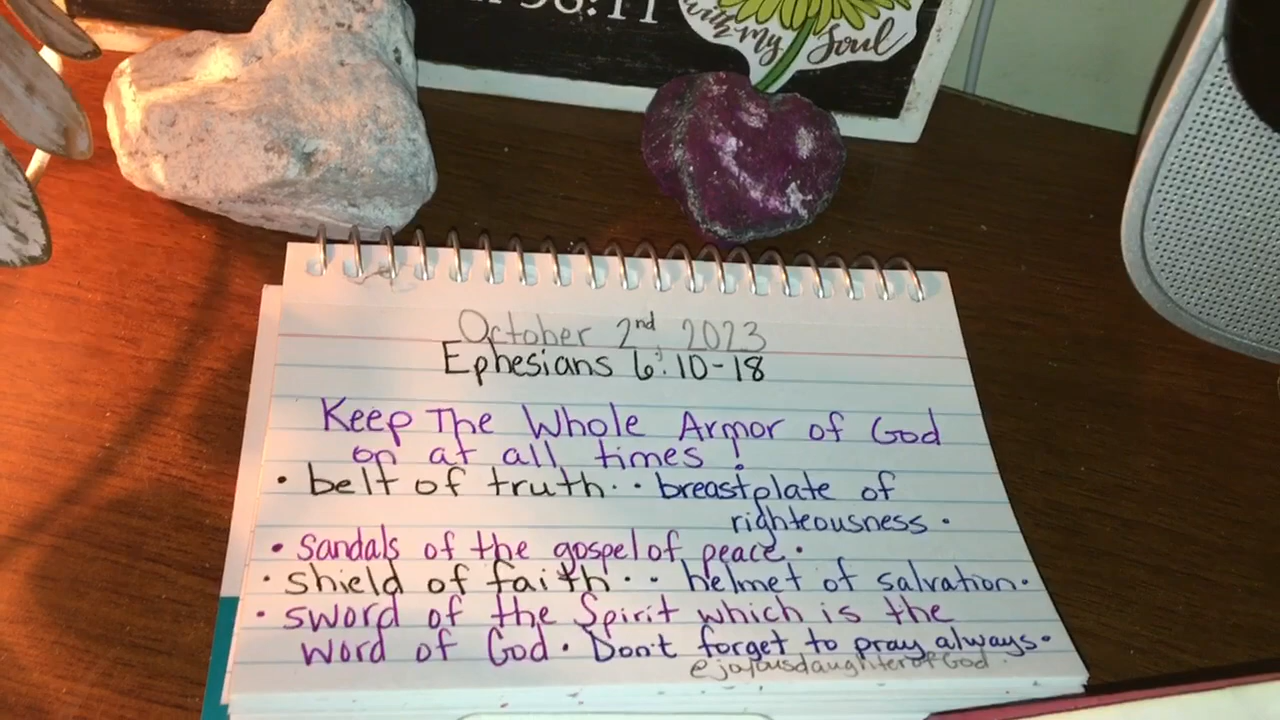 98:11
with my Soul
October 2nd, 2023
Ephesians 6:10-18
Keep The Whole Armor of God
on at all times!
• belt of truth. • breastplate of
righteousness.
• Sandals of the gospel of peace.
• shield of faith. • helmet of salvation.
• sword of the Spirit which is the
word of God. Don't forget to pray always.
@joyousdaughterofGod